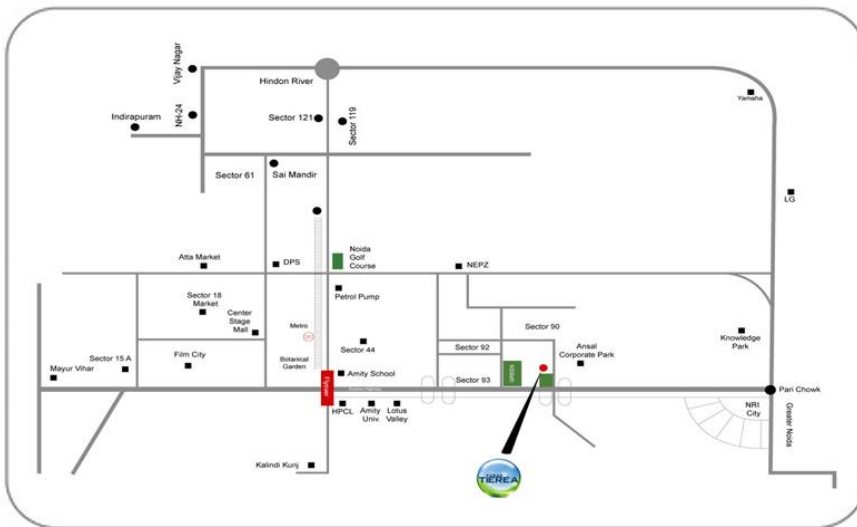 Vijay Nagar
Hindon River
Yamaha
NH-24
Indirapuram
Sector 121
Sector 119
Sector 61
Sai Mandir
LG
Atta Market
DPS
Noida
Golf
Course
NEPZ
Sector 18
Market
Petrol Pump
Center
Stage
Mall
Metro
Sector 90
Knowledge
Park
Sector 44
Sector 92
Ansal
Corporate Park
Mayur Vihar
Sector 15 A
Film City
Botanical
Garden
Amity School
Sector 93
GREEN
Flyover
Pari Chowk
HPCL
Amity
Univ.
Lotus
Valley
NRI
City
Greater Noida
Kalindi Kunj
PARAS
TIEREA